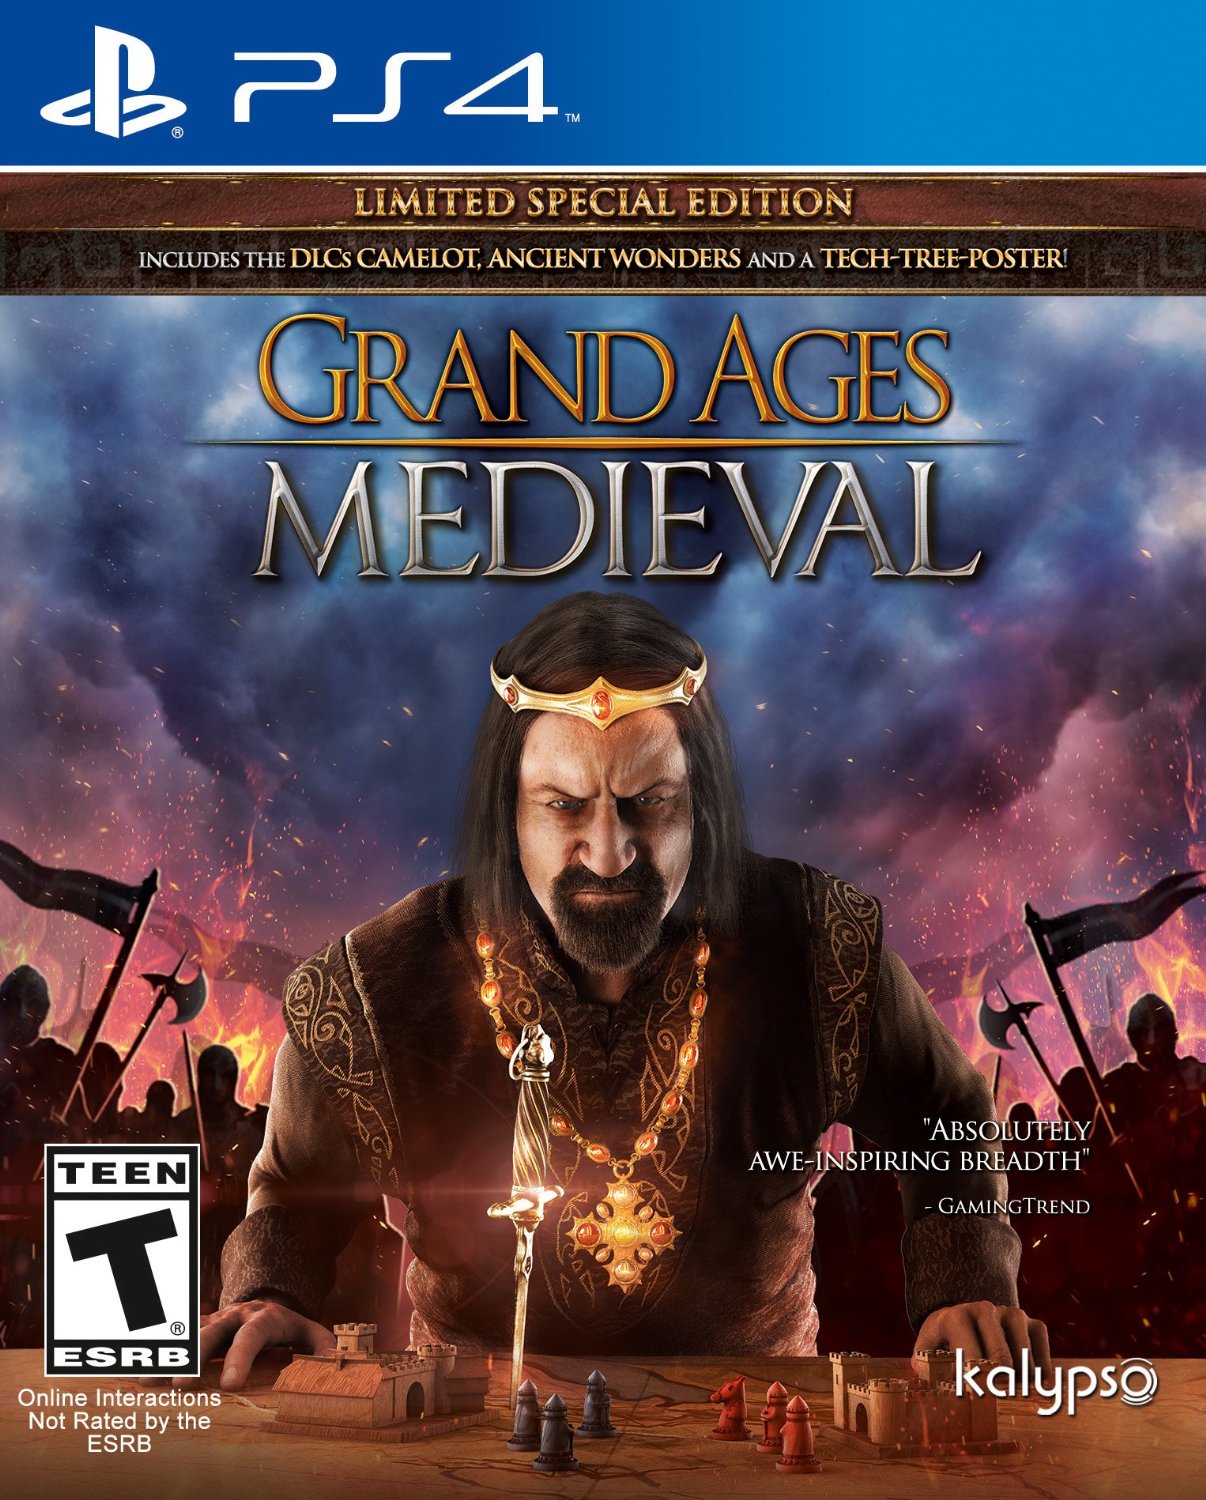 PS4™
LIMITED SPECIAL EDITION
INCLUDES THE DLCs CAMELOT, ANCIENT WONDERS AND A TECH-TREE-POSTER!
GRAND AGES
MEDIEVAL
"ABSOLUTELY
AWE-INSPIRING BREADTH"
- GAMINGTREND
TEEN
T
ESRB
Online Interactions
Not Rated by the
ESRB
kalypso